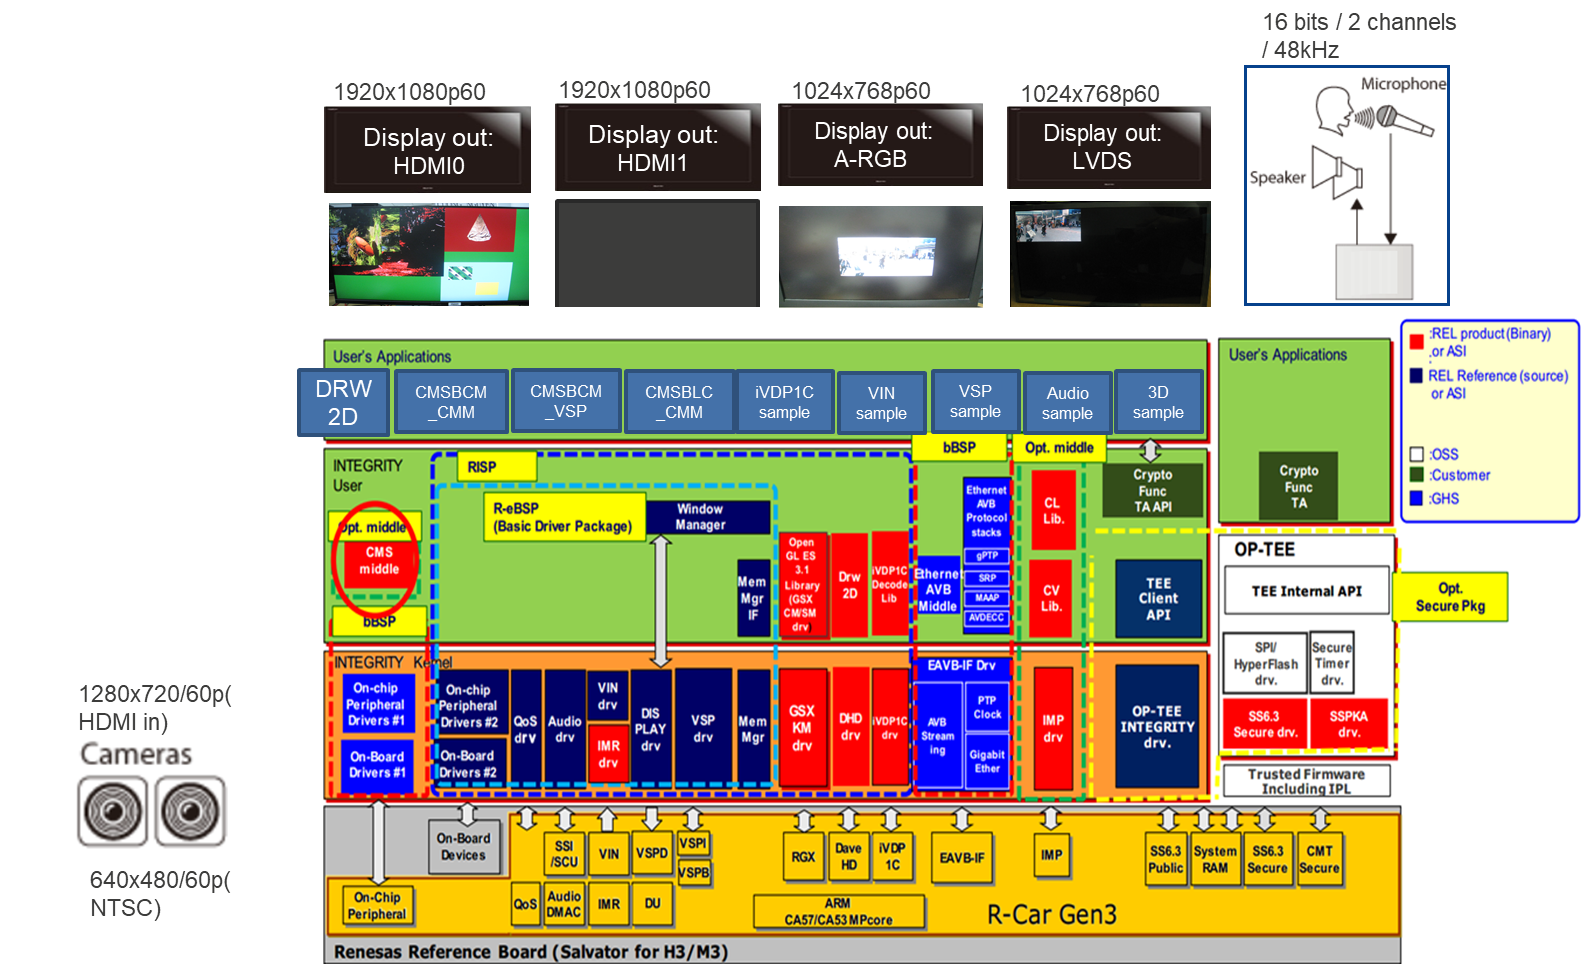 16 bits / 2 channels
/ 48kHz
1920x1080p60
1920x1080p60
1024x768p60
1024x768p60
Display out:
HDMI0
Display out:
HDMI1
Display out:
A-RGB
Display out:
LVDS
Microphone
Speaker
User's Applications
DRW
2D
CMSBCM
_CMM
CMSBCM
_VSP
CMSBLC
_CMM
iVDP1C
sample
VIN
sample
VSP
sample
Audio
sample
3D
sample
User's Applications
Crypto
Func
TA
:REL product(Binary)
or ASI
:
REL Reference (source)
or ASI
:OSS
:Customer
:GHS
INTEGRITY
User
Opt. middle
CMS
middle
bBSP
RISP
R-eBSP
(Basic Driver Package)
Window
Manager
Mem
Mgr
IF
Open
GL ES
3.1
Library
(GSX
CM/SM
drv)
Drw
2D
iVDP1C
Decode
Lib
bBSP
Ethernet
AVB
Middle
Ethernet
AVB
Protocol
stacks
gPTP
SRP
MAAP
AVDECC
Opt. middle
CL
Lib.
CV
Lib.
Crypto
Func
TA API
TEE
Client
API
OP-TEE
TEE Internal API
SPI/
HyperFlash
drv.
Secure
Timer
drv.
SS6.3
Secure drv.
SSPKA
drv.
Opt.
Secure Pkg
Trusted Firmware
Including IPL
INTEGRITY Kernel
On-chip
Peripheral
Drivers #1
On-Board
Drivers #1
On-chip
Peripheral
Drivers #2
On-Board
Drivers #2
QoS
drv
Audio
drv
VIN
drv
IMR
drv
DIS
PLAY
drv
VSP
drv
Mem
Mgr
GSX
KM
drv
DHD
drv
iVDP1C
drv
EAVB-IF Drv
AVB
Stream
ing
PTP
Clock
Gigabit
Ether
IMP
drv
OP-TEE
INTEGRITY
drv.
1280x720/60p(
HDMI in)
Cameras
640x480/60p(
NTSC)
On-Board
Devices
On-Chip
Peripheral
SSI
/SCU
VIN
VSPD
VSPI
VSPB
QoS
Audio
DMAC
IMR
DU
RGX
Dave
HD
iVDP
1C
EAVB-IF
IMP
ARM
CA57/CA53 MPcore
SS6.3
Public
System
RAM
SS6.3
Secure
CMT
Secure
R-Car Gen3
Renesas Reference Board (Salvator for H3/M3)